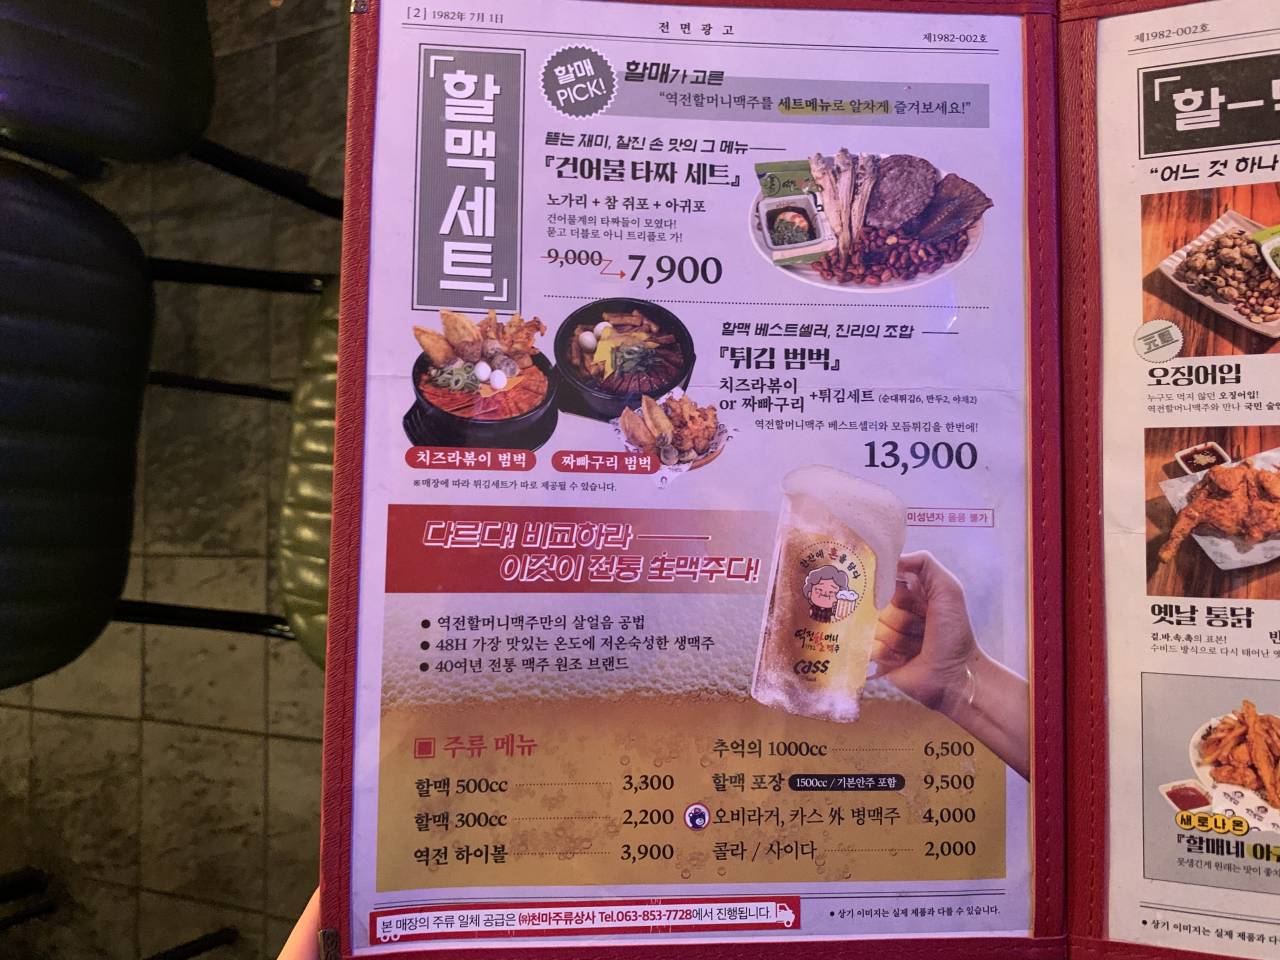 [2] 1982年 7月 1日
전 면 광 고
제1982-002호
「할맥세트」
할매 PICK!
할매가 고른
"역전할머니맥주를 세트메뉴로 알차게 즐겨보세요!"
뜯는 재미, 찰진 손 맛의 그 메뉴
『건어물 타짜 세트』
노가리 + 참 쥐포 + 아귀포
건어물계의 타짜들이 모였다!
묻고 더블로 아니 트리플로 가!
9,000 → 7,900
할맥 베스트셀러, 진리의 조합
『튀김 범벅』
치즈라볶이
or 짜빠구리 +튀김세트 (순대튀김6, 만두2, 야채2)
역전할머니맥주 베스트셀러와 모듬튀김을 한번에!
13,900
치즈라볶이 범벅
짜빠구리 범벅
※매장에 따라 튀김세트가 따로 제공될 수 있습니다.
미성년자 음용 불가
다르다! 비교하라
이것이 전통 生맥주다!
한잔에 혼을 담다
역전할머니
맥주
cass
• 역전할머니맥주만의 살얼음 공법
• 48H 가장 맛있는 온도에 저온숙성한 생맥주
• 40여년 전통 맥주 원조 브랜드
▣ 주류 메뉴
할맥 500cc 3,300
할맥 300cc 2,200
역전 하이볼 3,900
추억의 1000cc 6,500
할맥 포장 1500cc / 기본안주 포함 9,500
오비라거, 카스 外 병맥주 4,000
콜라 / 사이다 2,000
본 매장의 주류 일체 공급은 ㈲천마주류상사 Tel.063-853-7728에서 진행됩니다.
• 상기 이미지는 실제 제품과 다를 수 있습니다.
제1982-002호
「할ㅡ
"어느 것 하나
元祖
오징어입
누구도 먹지 않던 오징어입!
역전할머니맥주와 만나 국민 술안
옛날 통닭
겉.바.속.촉의 표본!
수비드 방식으로 다시 태어난 옛
새로나온
『할매네 아
못생긴게 원래는 맛이 좋
• 상기 이미지는 실제 제품과 다